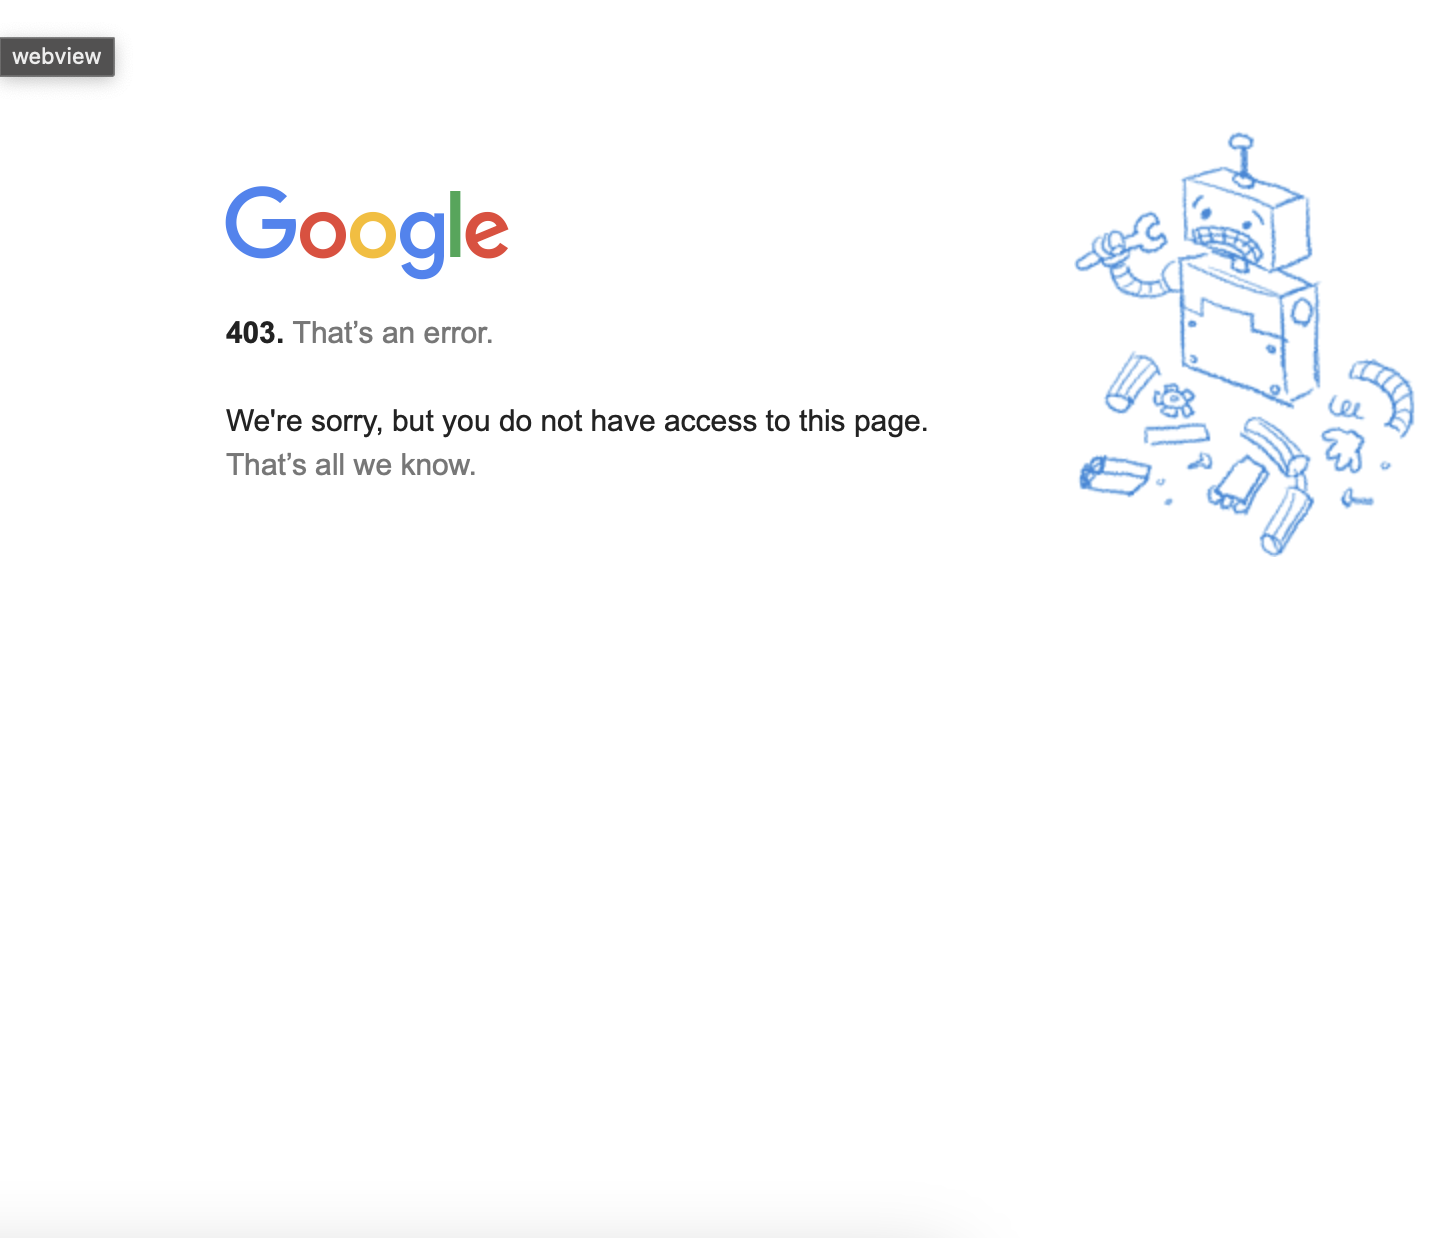 webview
Google
403. That’s an error.
We're sorry, but you do not have access to this page.
That’s all we know.